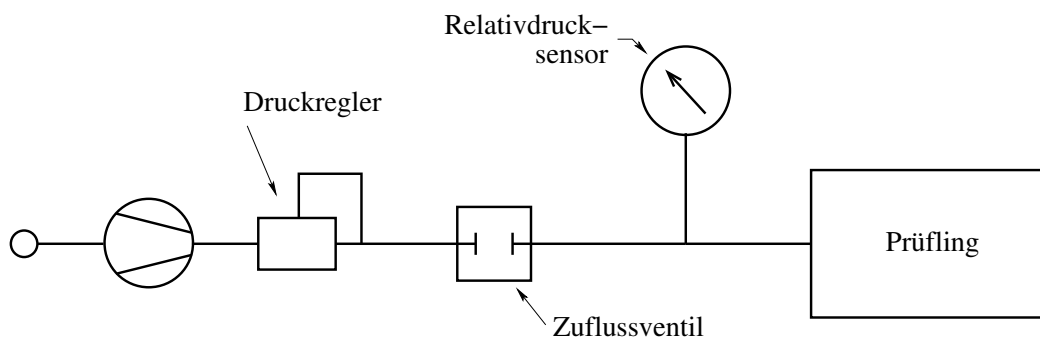 Relativdruck–
sensor
Druckregler
Prüfling
Zuflussventil